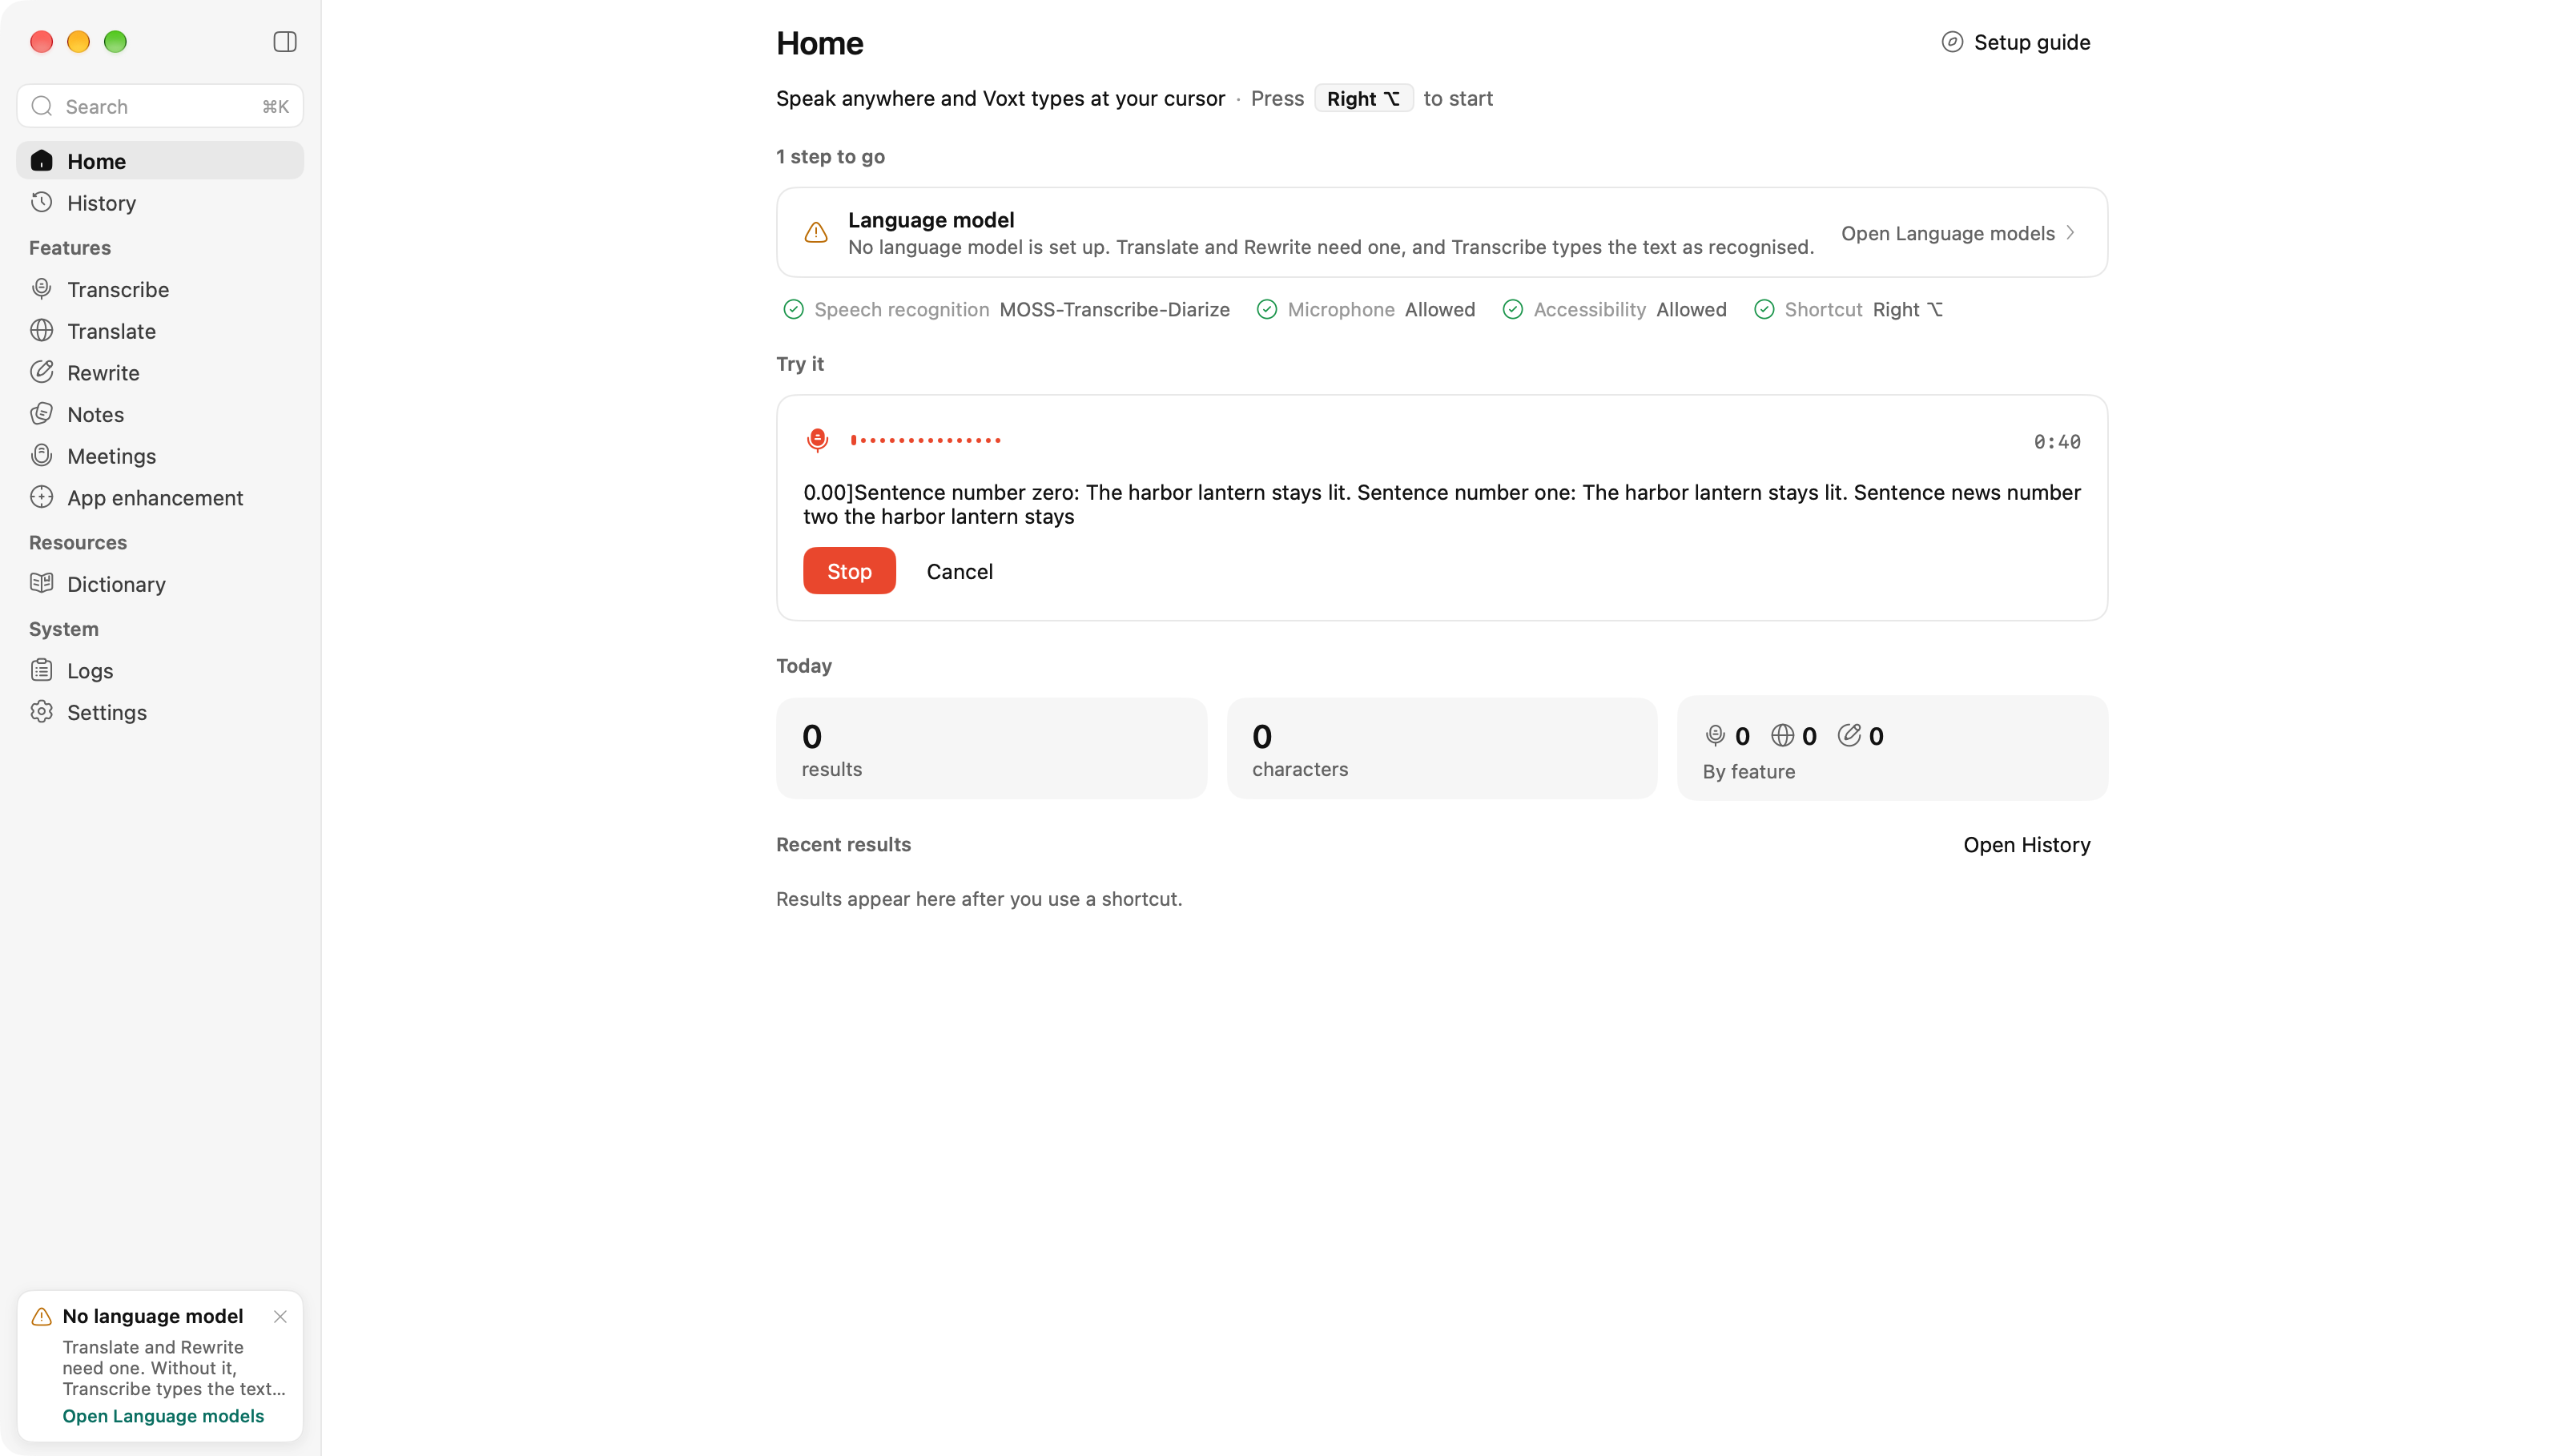 Search ⌘K
Home
History
Features
Transcribe
Translate
Rewrite
Notes
Meetings
App enhancement
Resources
Dictionary
System
Logs
Settings
No language model
Translate and Rewrite
need one. Without it,
Transcribe types the text...
Open Language models
Home
Setup guide
Speak anywhere and Voxt types at your cursor · Press Right ⌥ to start
1 step to go
Language model
No language model is set up. Translate and Rewrite need one, and Transcribe types the text as recognised.
Open Language models
Speech recognition MOSS-Transcribe-Diarize Microphone Allowed Accessibility Allowed Shortcut Right ⌥
Try it
0:40
0.00]Sentence number zero: The harbor lantern stays lit. Sentence number one: The harbor lantern stays lit. Sentence news number
two the harbor lantern stays
Stop Cancel
Today
0
results
0
characters
0 0 0
By feature
Recent results
Open History
Results appear here after you use a shortcut.